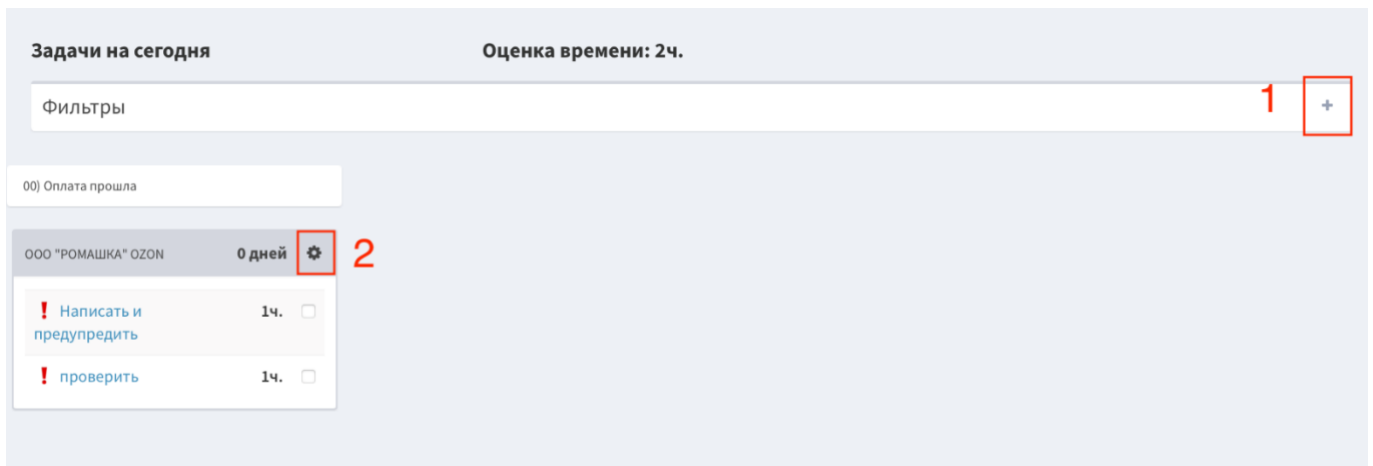 Задачи на сегодня Оценка времени: 2ч.
Фильтры 1 +
00) Оплата прошла
ООО "РОМАШКА" OZON 0 дней 2
❗ Написать и 1ч.
предупредить
❗ проверить 1ч.